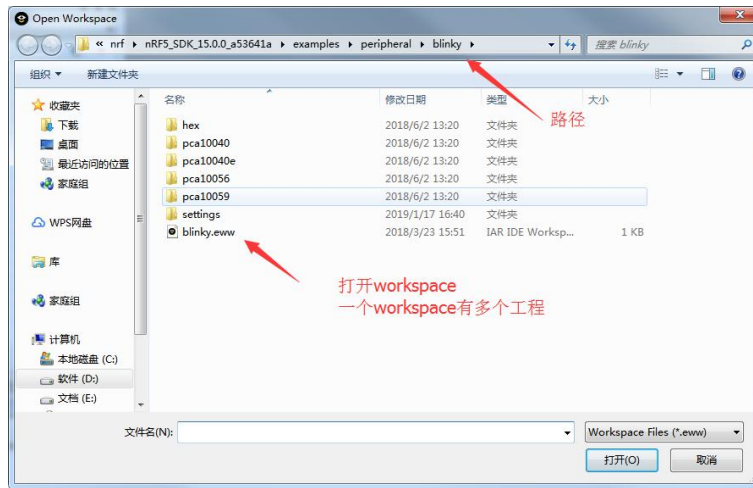 Open Workspace
« nrf ▸ nRF5_SDK_15.0.0_a53641a ▸ examples ▸ peripheral ▸ blinky ▸
搜索 blinky
组织 ▼ 新建文件夹
收藏夹
下载
桌面
最近访问的位置
家庭组
WPS网盘
库
家庭组
计算机
本地磁盘 (C:)
软件 (D:)
文档 (E:)
名称 修改日期 类型 大小
hex 2018/6/2 13:20 文件夹
pca10040 2018/6/2 13:20 文件夹
pca10040e 2018/6/2 13:20 文件夹
pca10056 2018/6/2 13:20 文件夹
pca10059 2018/6/2 13:20 文件夹
settings 2019/1/17 16:40 文件夹
blinky.eww 2018/3/23 15:51 IAR IDE Worksp... 1 KB
路径
打开workspace
一个workspace有多个工程
文件名(N):
Workspace Files (*.eww)
打开(O) 取消